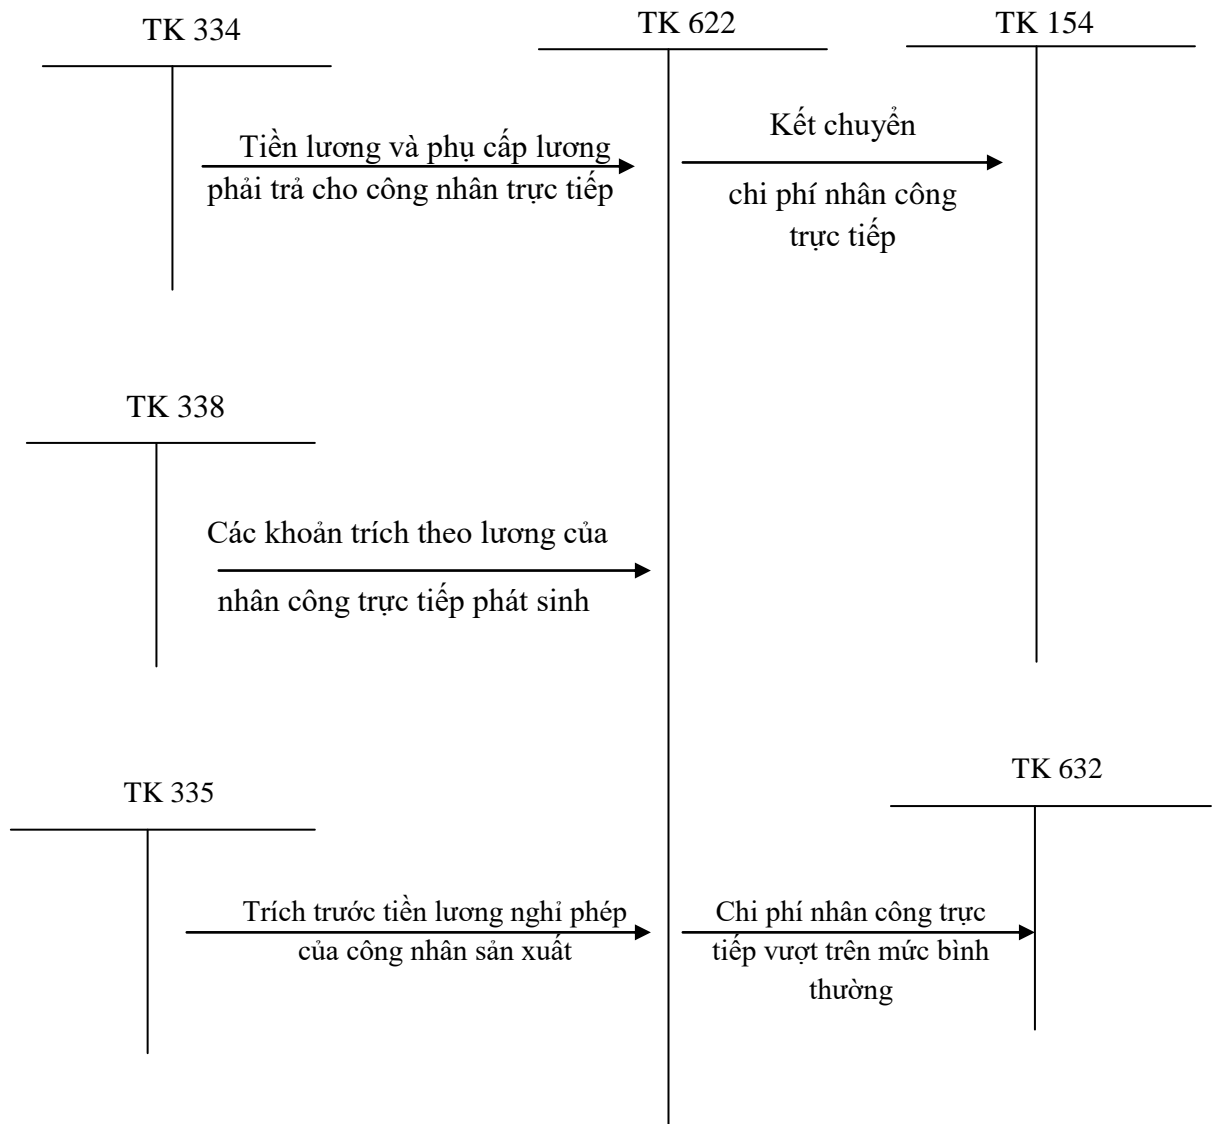 TK 334
TK 622
TK 154
Tiền lương và phụ cấp lương
phải trả cho công nhân trực tiếp
Kết chuyển
chi phí nhân công
trực tiếp
TK 338
Các khoản trích theo lương của
nhân công trực tiếp phát sinh
TK 335
TK 632
Trích trước tiền lương nghỉ phép
của công nhân sản xuất
Chi phí nhân công trực
tiếp vượt trên mức bình
thường